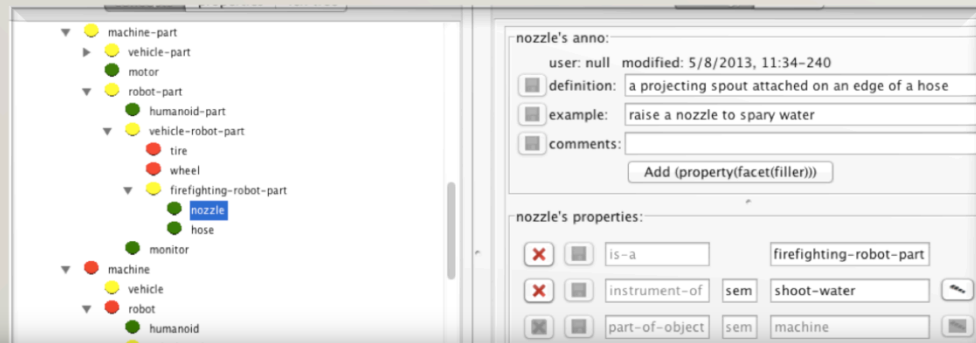 machine-part
vehicle-part
motor
robot-part
humanoid-part
vehicle-robot-part
tire
wheel
firefighting-robot-part
nozzle
hose
monitor
machine
vehicle
robot
humanoid
nozzle's anno:
user: null modified: 5/8/2013, 11:34-240
definition: a projecting spout attached on an edge of a hose
example: raise a nozzle to spary water
comments:
Add (property(facet(filler)))
nozzle's properties:
is-a firefighting-robot-part
instrument-of sem shoot-water
part-of-object sem machine